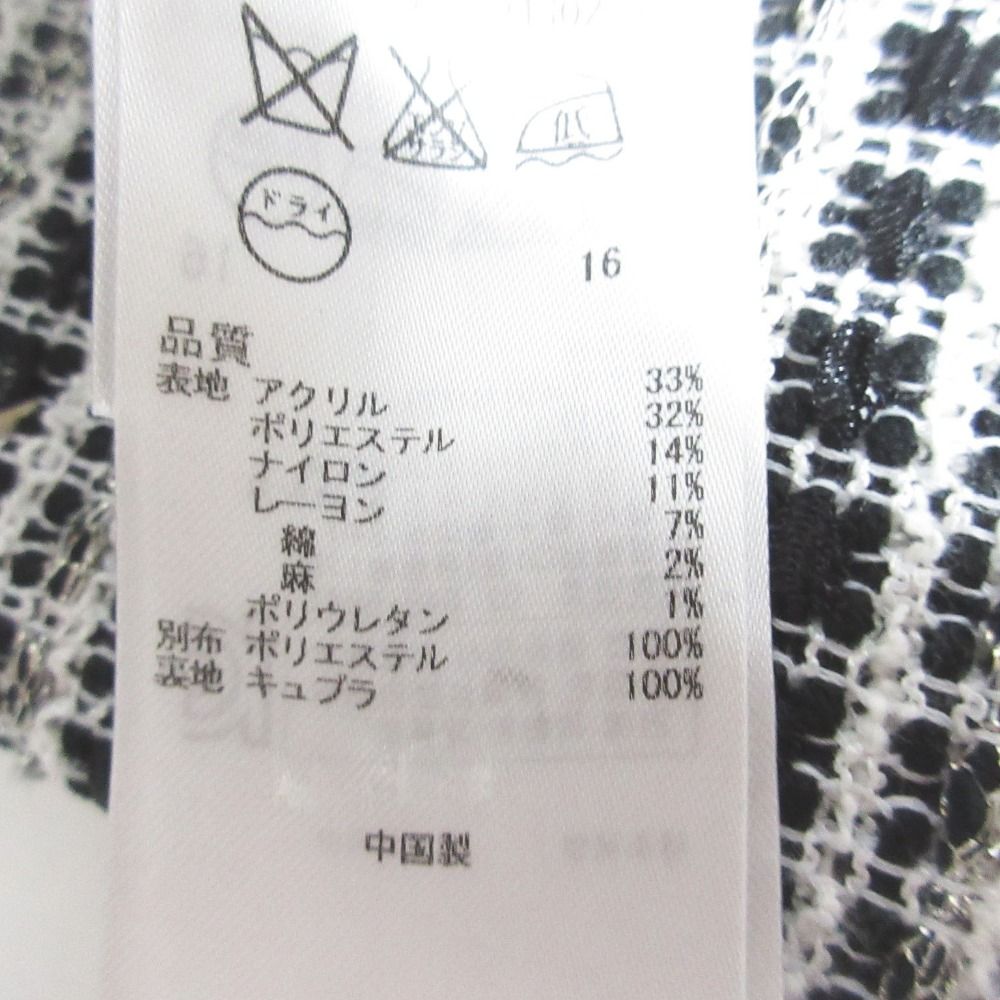 低
ドライ
16
品質
表地 アクリル 33%
ポリエステル 32%
ナイロン 14%
レーヨン 11%
綿 7%
麻 2%
ポリウレタン 1%
別布 ポリエステル 100%
裏地 キュプラ 100%
中国製